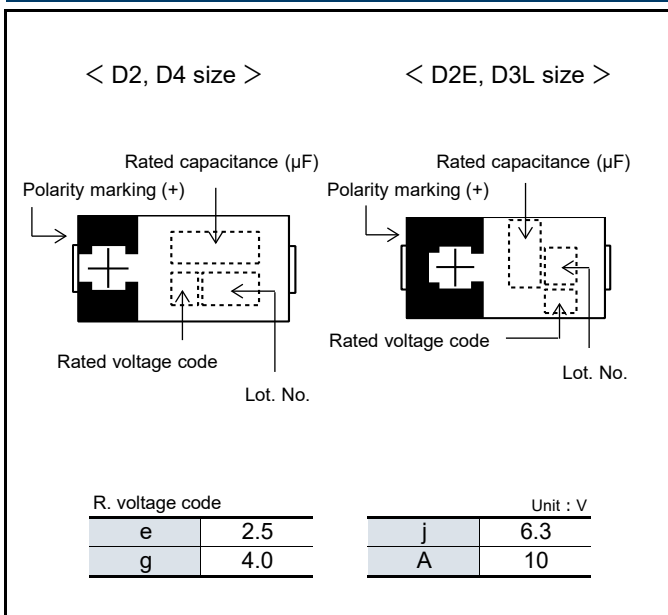 < D2, D4 size >
< D2E, D3L size >
Rated capacitance (μF)
Polarity marking (+)
Rated voltage code
Lot. No.
Rated capacitance (μF)
Polarity marking (+)
Rated voltage code
Lot. No.
R. voltage code
Unit : V
e 2.5 j 6.3
g 4.0 A 10